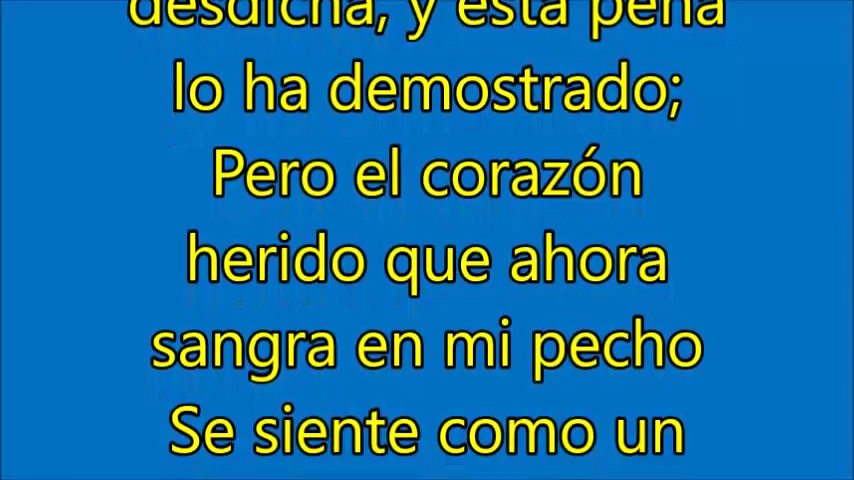 desdicha, y esta pena
lo ha demostrado;
Pero el corazón
herido que ahora
sangra en mi pecho
Se siente como un